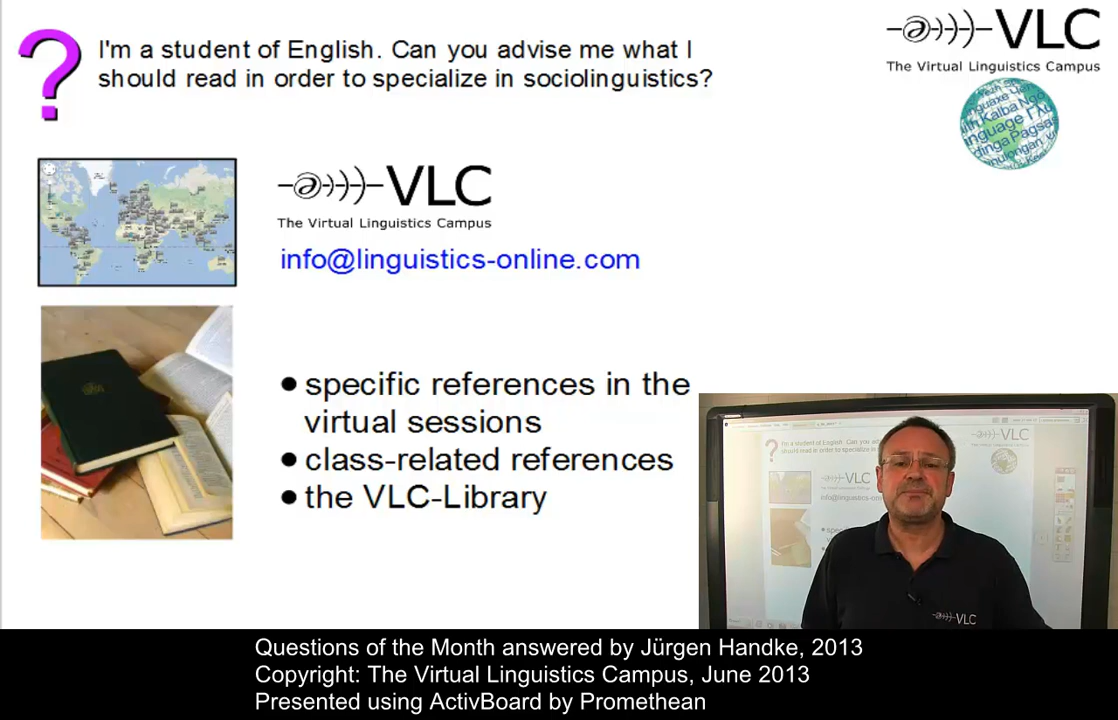 I'm a student of English. Can you advise me what I
should read in order to specialize in sociolinguistics?
VLC
The Virtual Linguistics Campus
VLC
The Virtual Linguistics Campus
info@linguistics-online.com
• specific references in the
virtual sessions
• class-related references
• the VLC-Library
VLC
VLC
Questions of the Month answered by Jürgen Handke, 2013
Copyright: The Virtual Linguistics Campus, June 2013
Presented using ActivBoard by Promethean